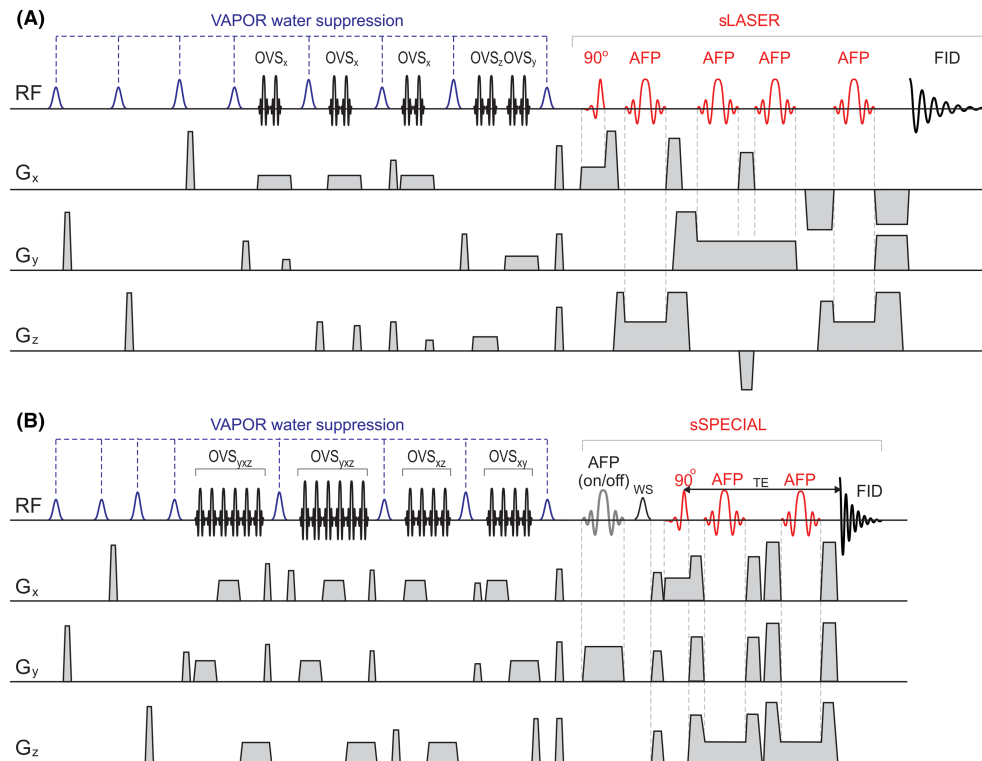 (A)
VAPOR water suppression
sLASER
OVSx OVSx OVSx OVSzOVSy
90° AFP AFP AFP AFP FID
RF
Gx
Gy
Gz
(B)
VAPOR water suppression
sSPECIAL
OVSyxz OVSyxz OVSxz OVSxy
AFP
(on/off)
WS
90° AFP TE AFP
FID
RF
Gx
Gy
Gz